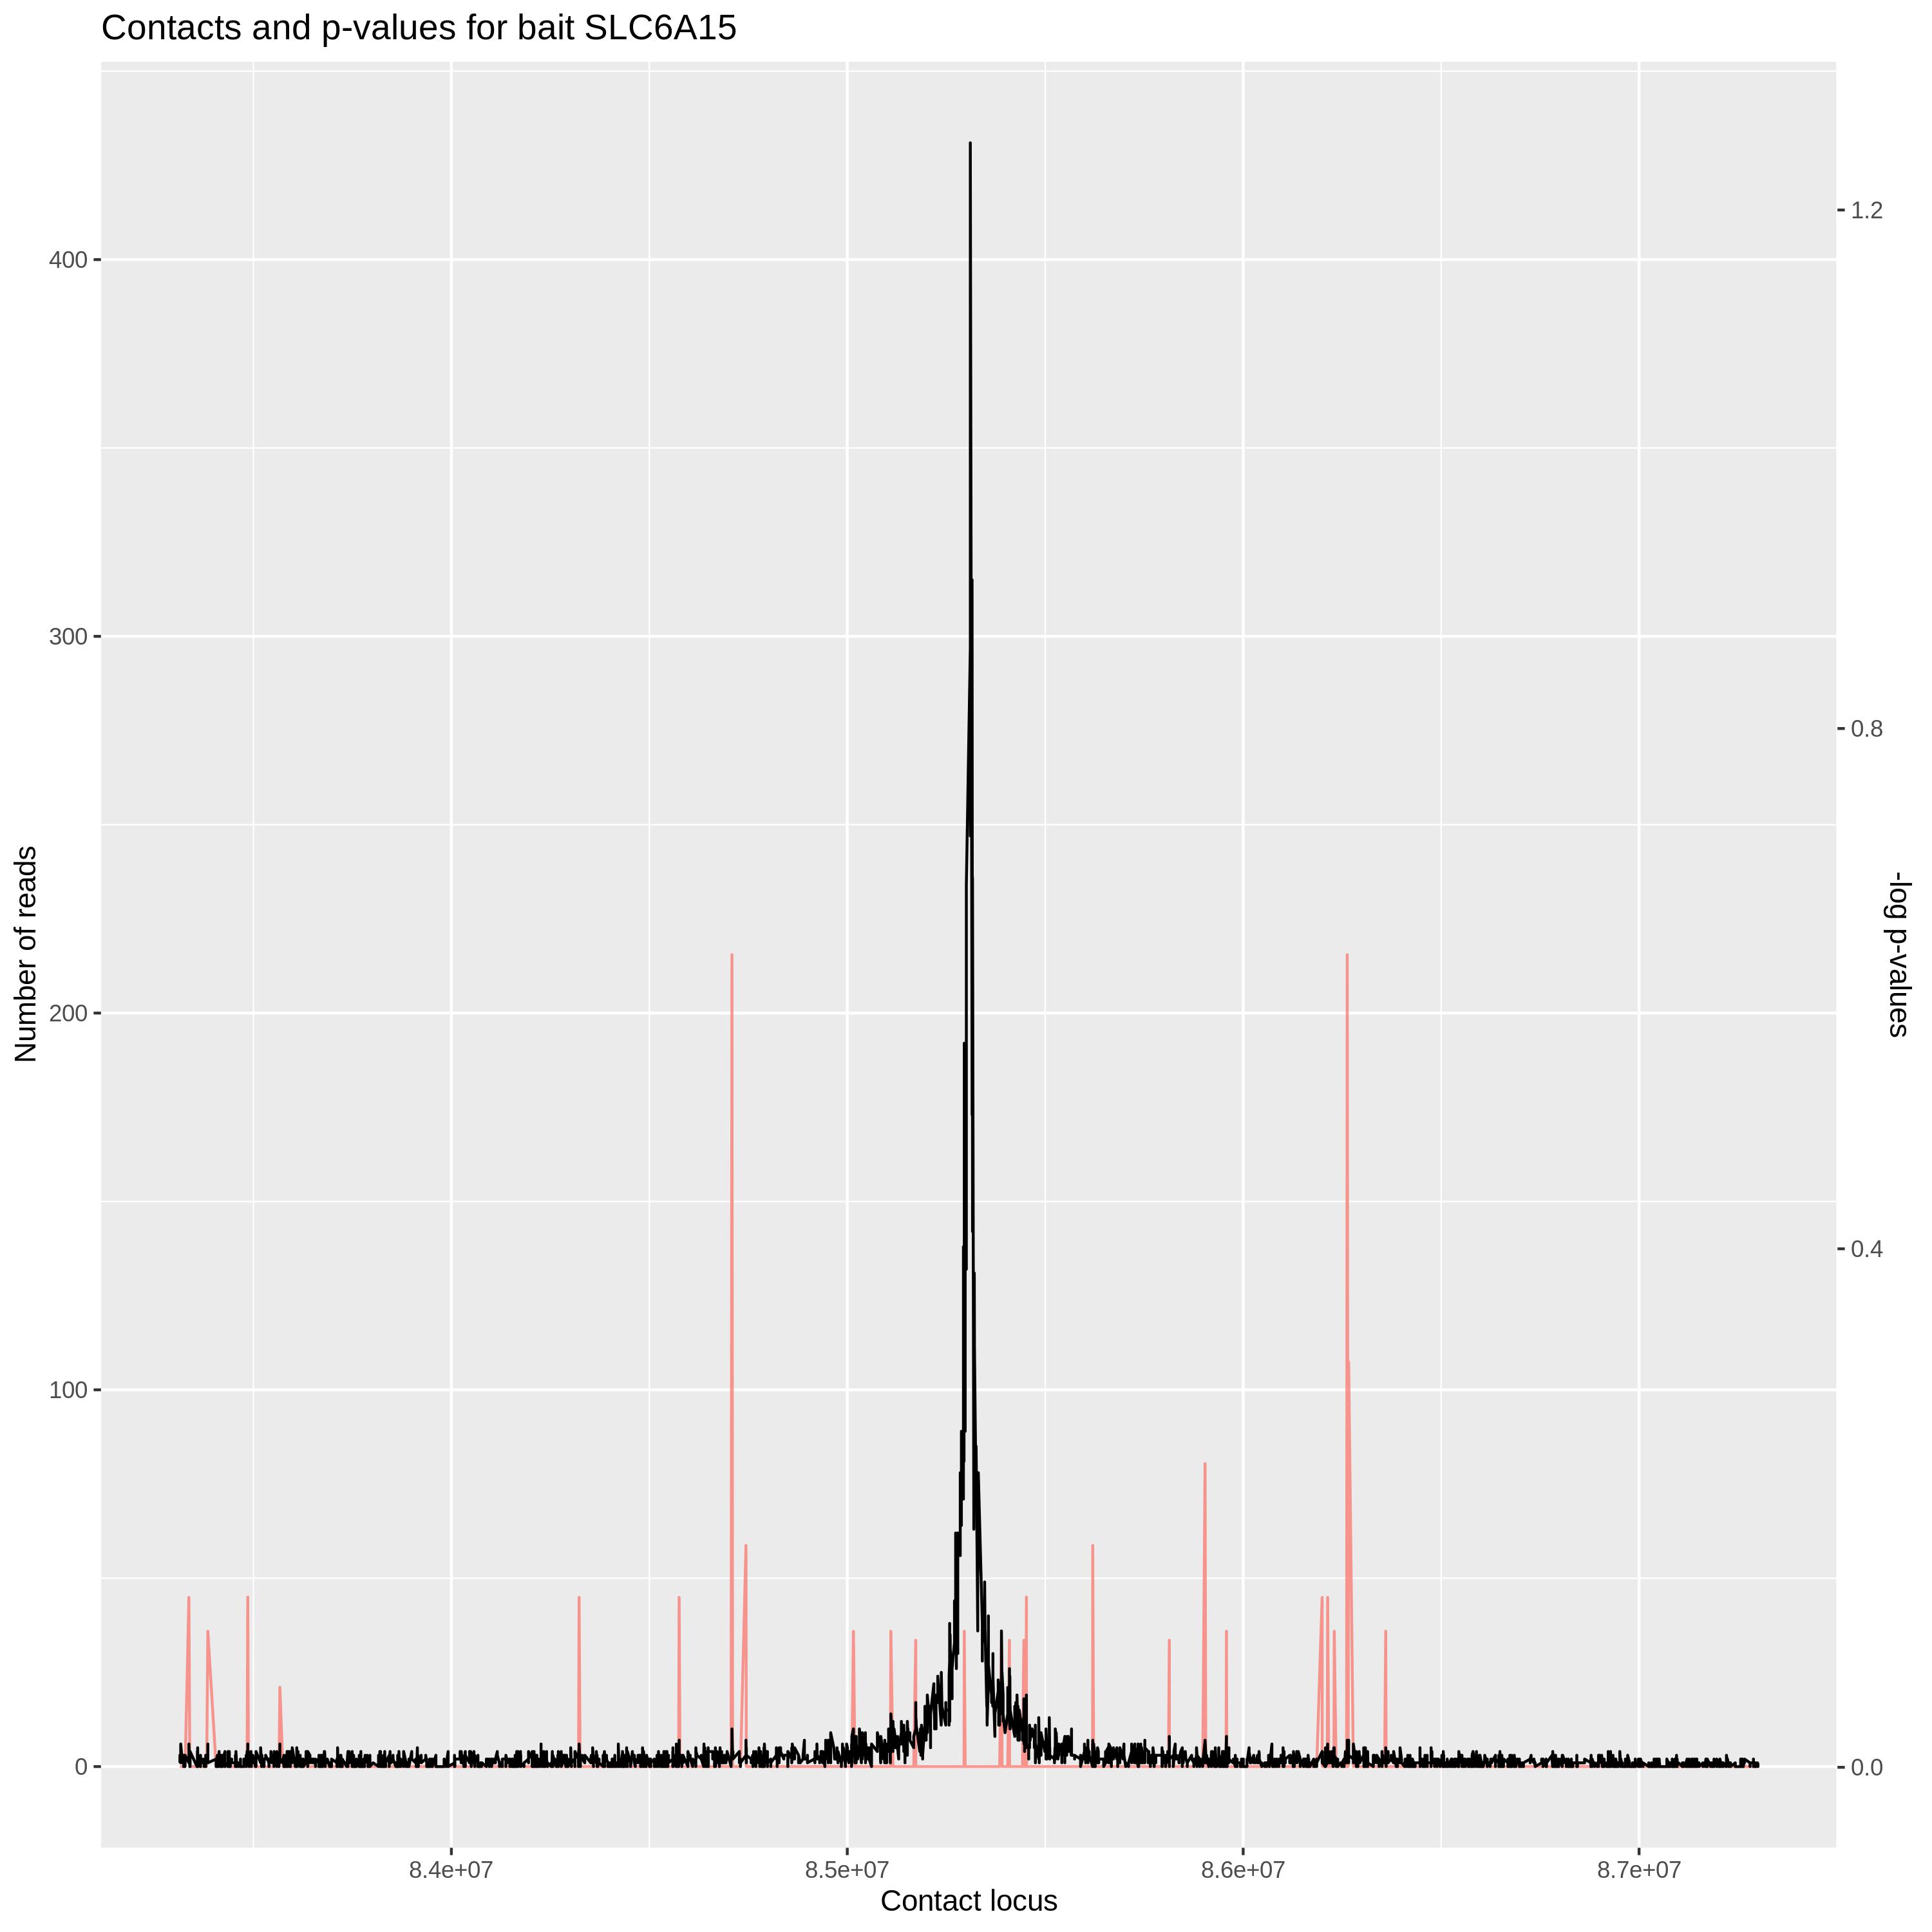 Contacts and p-values for bait SLC6A15
Number of reads
400
300
200
100
0
1.2
0.8
0.4
0.0
-log p-values
8.4e+07 8.5e+07 8.6e+07 8.7e+07
Contact locus